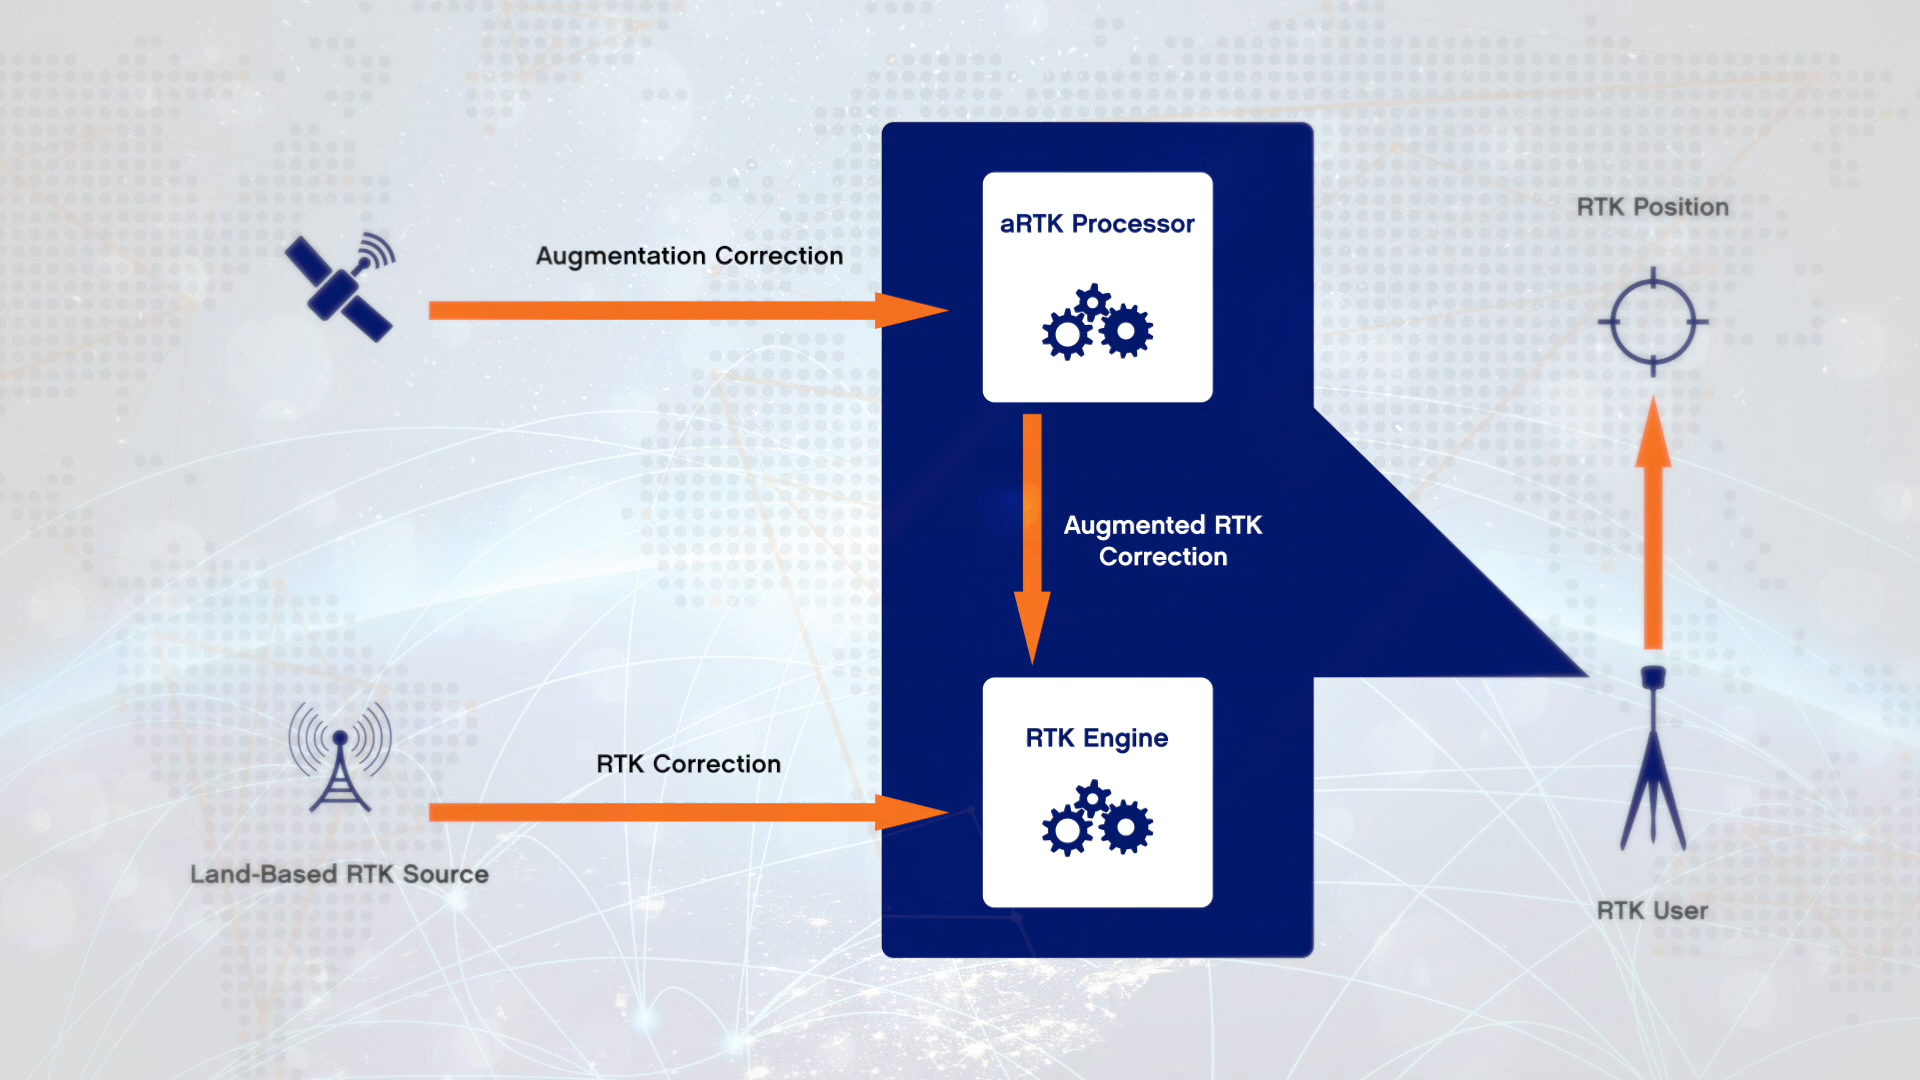 aRTK Processor
Augmentation Correction
RTK Position
Augmented RTK
Correction
RTK Engine
RTK Correction
Land-Based RTK Source
RTK User